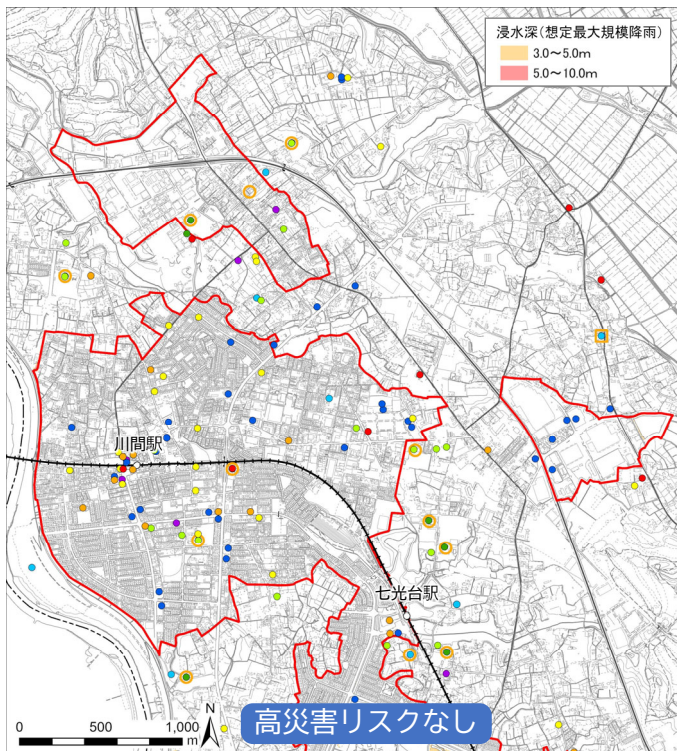 浸水深(想定最大規模降雨)
3.0～5.0m
5.0～10.0m
川間駅
七光台駅
0 500 1,000
m
N
高災害リスクなし